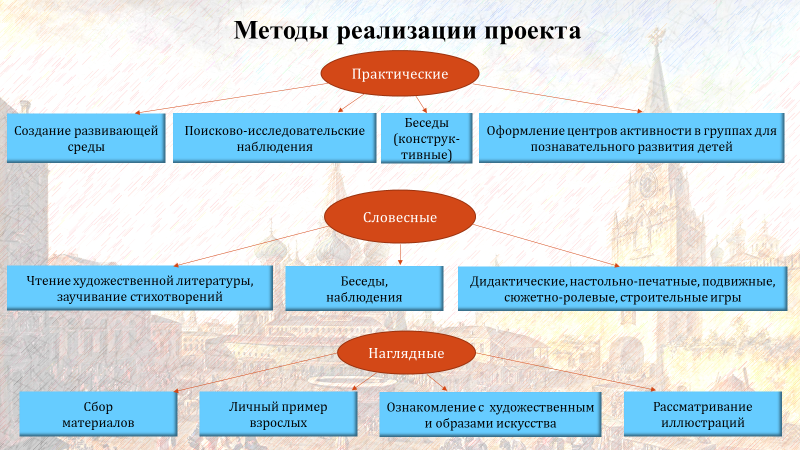 Методы реализации проекта
Практические
Создание развивающей
среды
Поисково-исследовательские
наблюдения
Беседы
(конструк-
тивные)
Оформление центров активности в группах для
познавательного развития детей
Словесные
Чтение художественной литературы,
заучивание стихотворений
Беседы,
наблюдения
Дидактические, настольно-печатные, подвижные,
сюжетно-ролевые, строительные игры
Наглядные
Сбор
материалов
Личный пример
взрослых
Ознакомление с художественным
и образами искусства
Рассматривание
иллюстраций